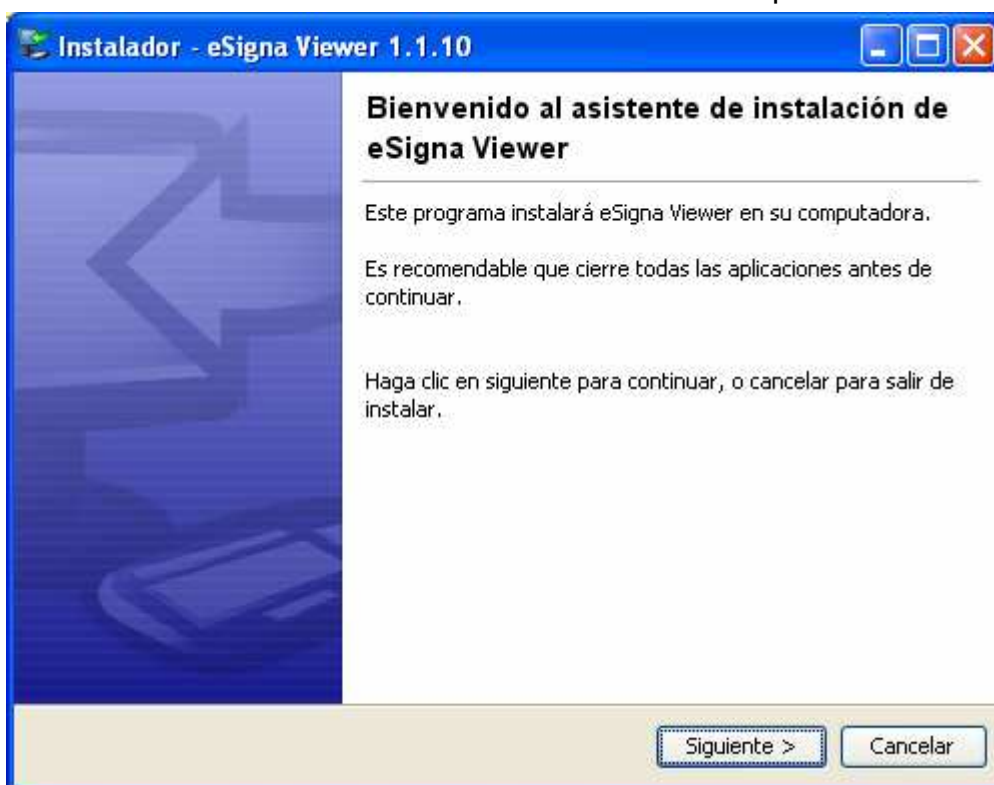 Instalador - eSigna Viewer 1.1.10
Bienvenido al asistente de instalación de
eSigna Viewer
Este programa instalará eSigna Viewer en su computadora.
Es recomendable que cierre todas las aplicaciones antes de
continuar.
Haga clic en siguiente para continuar, o cancelar para salir de
instalar.
Siguiente >
Cancelar